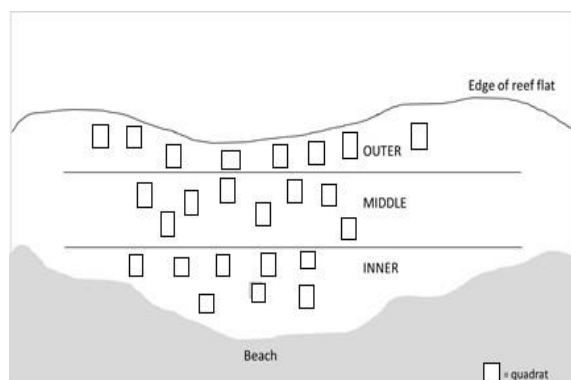 Edge of reef flat
OUTER
MIDDLE
INNER
Beach
= quadrat